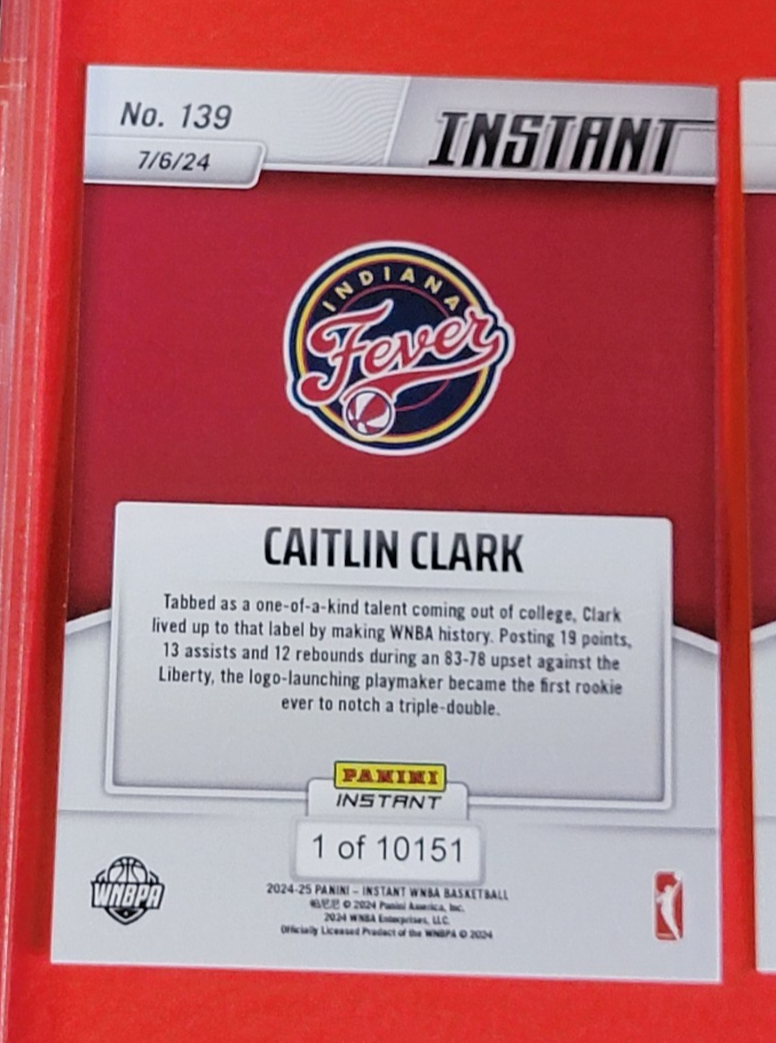 No. 139
INSTANT
7/6/24
INDIANA
Fever
CAITLIN CLARK
Tabbed as a one-of-a-kind talent coming out of college, Clark
lived up to that label by making WNBA history. Posting 19 points,
13 assists and 12 rebounds during an 83-78 upset against the
Liberty, the logo-launching playmaker became the first rookie
ever to notch a triple-double.
PANINI
INSTANT
1 of 10151
WNBPA
2024-25 PANINI – INSTANT WNBA BASKETBALL
帕尼尼 © 2024 Panini America, Inc.
2024 WNBA Enterprises, LLC.
Officially Licensed Product of the WNBPA © 2024